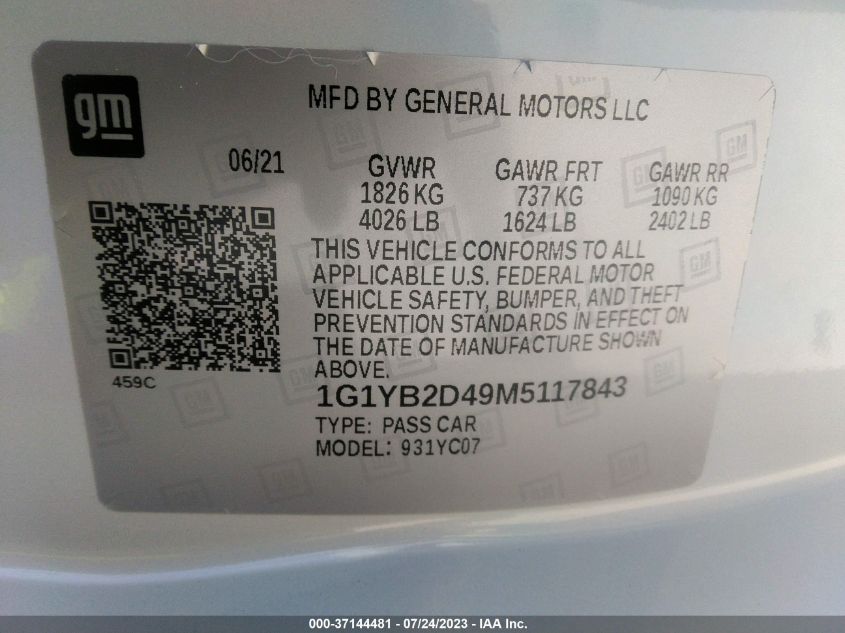 gm
MFD BY GENERAL MOTORS LLC
06/21 GVWR GAWR FRT GAWR RR
1826 KG 737 KG 1090 KG
4026 LB 1624 LB 2402 LB
THIS VEHICLE CONFORMS TO ALL
APPLICABLE U.S. FEDERAL MOTOR
VEHICLE SAFETY, BUMPER, AND THEFT
PREVENTION STANDARDS IN EFFECT ON
THE DATE OF MANUFACTURE SHOWN
ABOVE.
459C
1G1YB2D49M5117843
TYPE: PASS CAR
MODEL: 931YC07
000-37144481 - 07/24/2023 - IAA Inc.